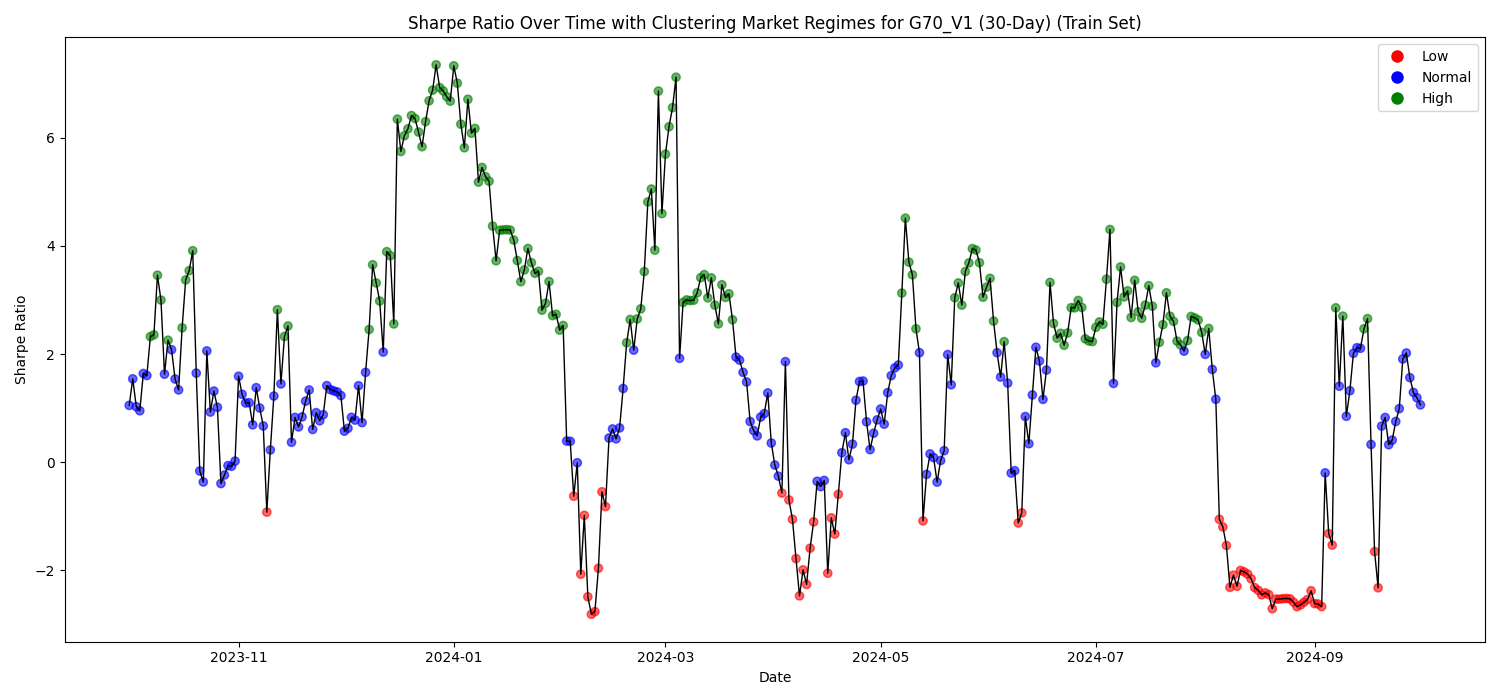 Sharpe Ratio Over Time with Clustering Market Regimes for G70_V1 (30-Day) (Train Set)
Low
Normal
High
Sharpe Ratio
6
4
2
0
−2
2023-11
2024-01
2024-03
2024-05
2024-07
2024-09
Date